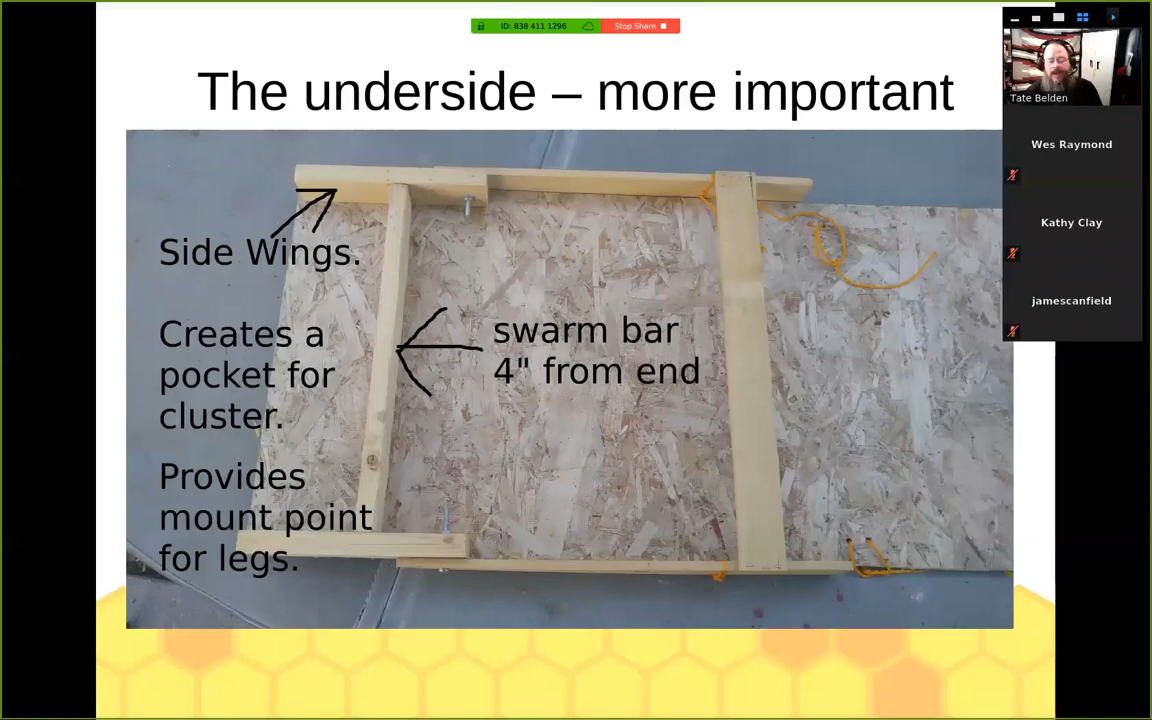 ID: 838 411 1296
Stop Share
The underside – more important
Tate Belden
Wes Raymond
Kathy Clay
jamescanfield
Side Wings.
Creates a
pocket for
cluster.
Provides
mount point
for legs.
swarm bar
4" from end